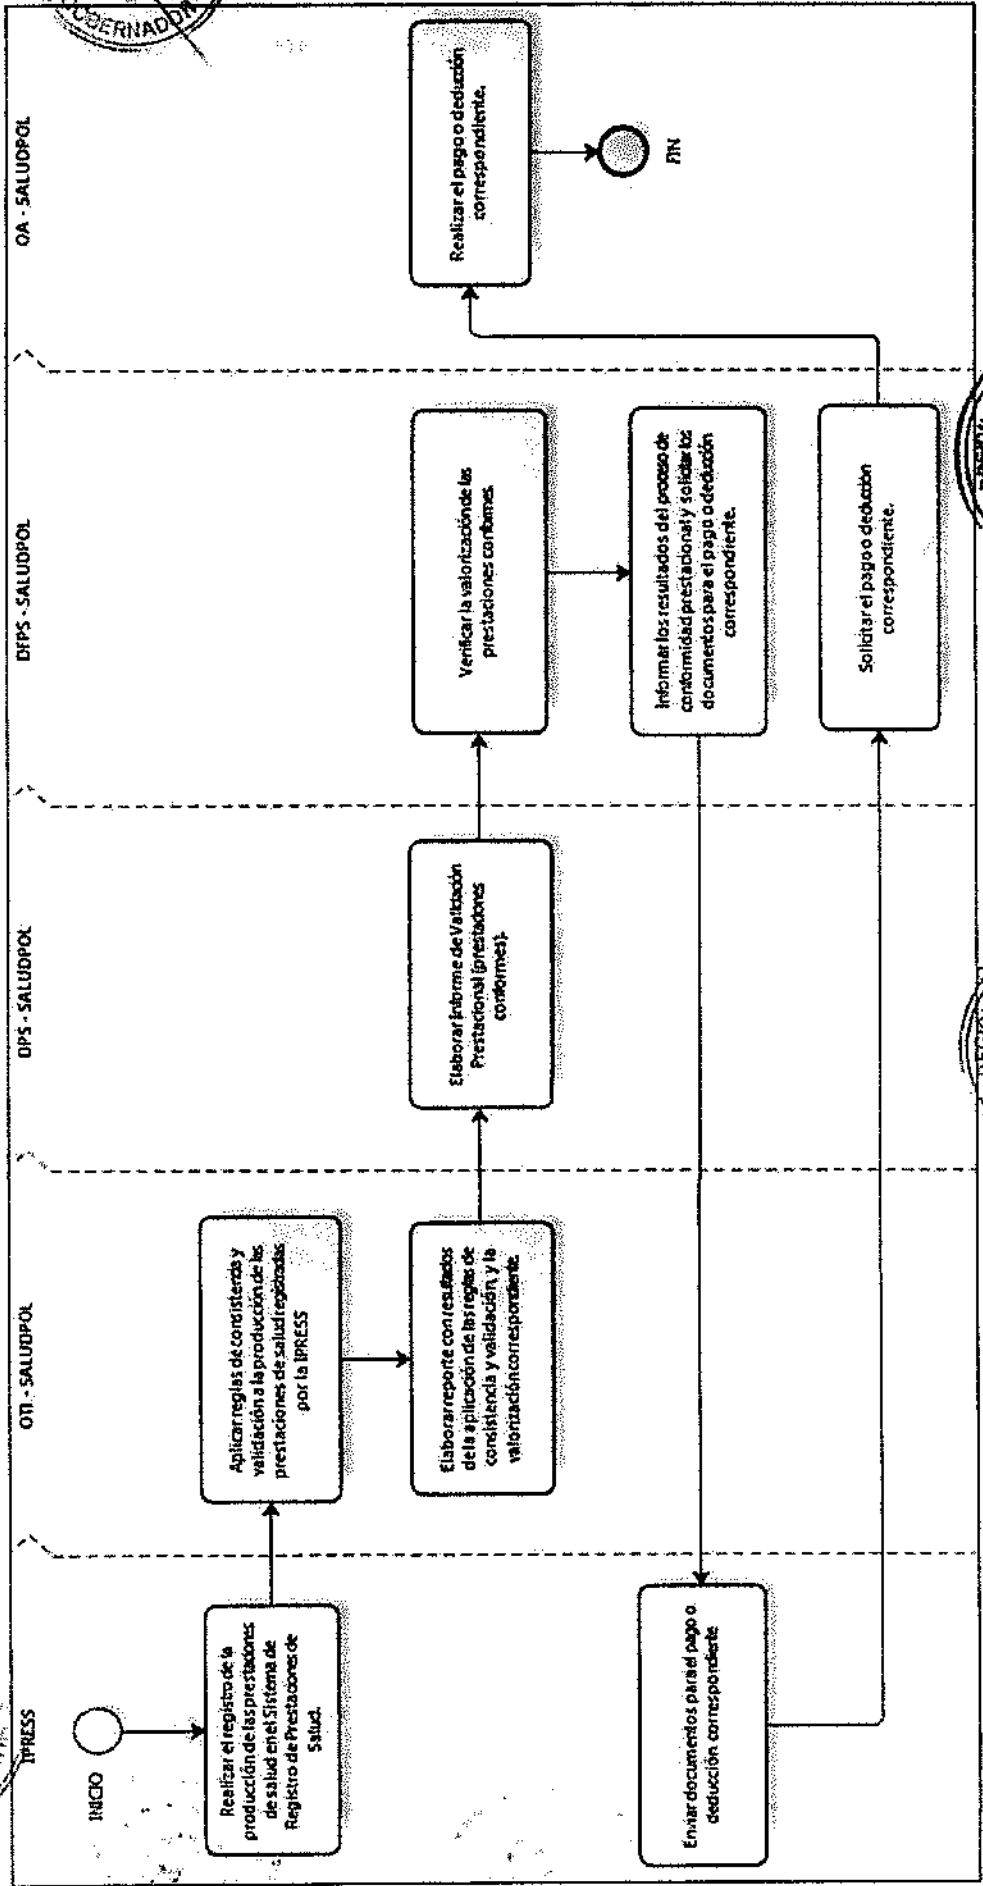 IPRESS
OTI - SALUDPOL
DPS - SALUDPOL
DFPS - SALUDPOL
OA - SALUDPOL
INICIO
Realizar el registro de la
producción de las prestaciones
de salud en el Sistema de
Registro de Prestaciones de
Salud.
Aplicar reglas de consistencia y
validación a la producción de las
prestaciones de salud registradas
por la IPRESS
Elaborar reporte con resultados
de la aplicación de las reglas de
consistencia y validación, y la
valorización correspondiente.
Elaborar Informe de Validación
Prestacional (prestaciones
conformes).
Verificar la valorización de las
prestaciones conformes.
Informar los resultados del proceso de
conformidad prestacional y solicitar los
documentos para el pago o deducción
correspondiente.
Enviar documentos para el pago o
deducción correspondiente
Solicitar el pago o deducción
correspondiente.
Realizar el pago o deducción
correspondiente.
FIN
GOBERNADOR